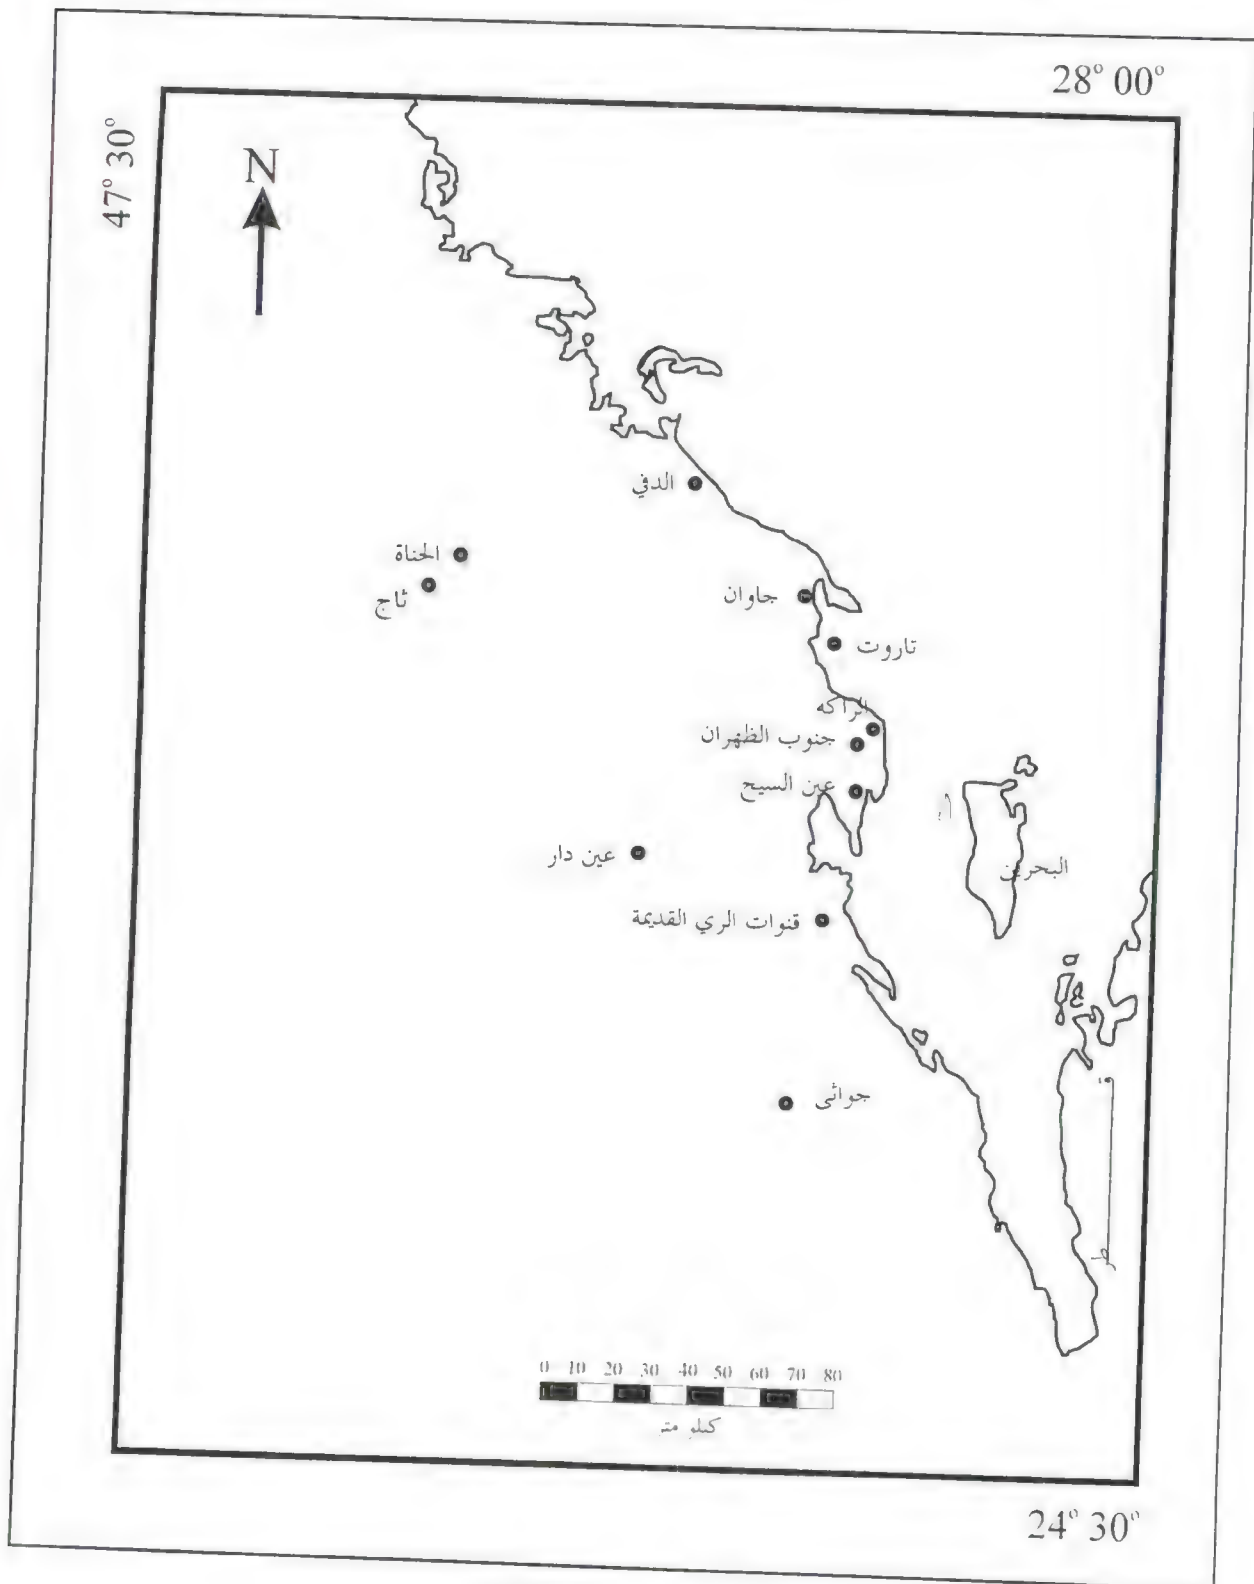 28° 00°
47° 30°
N
الدفي
الحناة
ثاج
جاوان
تاروت
الراكه
جنوب الظهران
عين السيح
البحرين
عين دار
قنوات الري القديمة
جواثى
قطر
0 10 20 30 40 50 60 70 80
كيلو متر
24° 30°